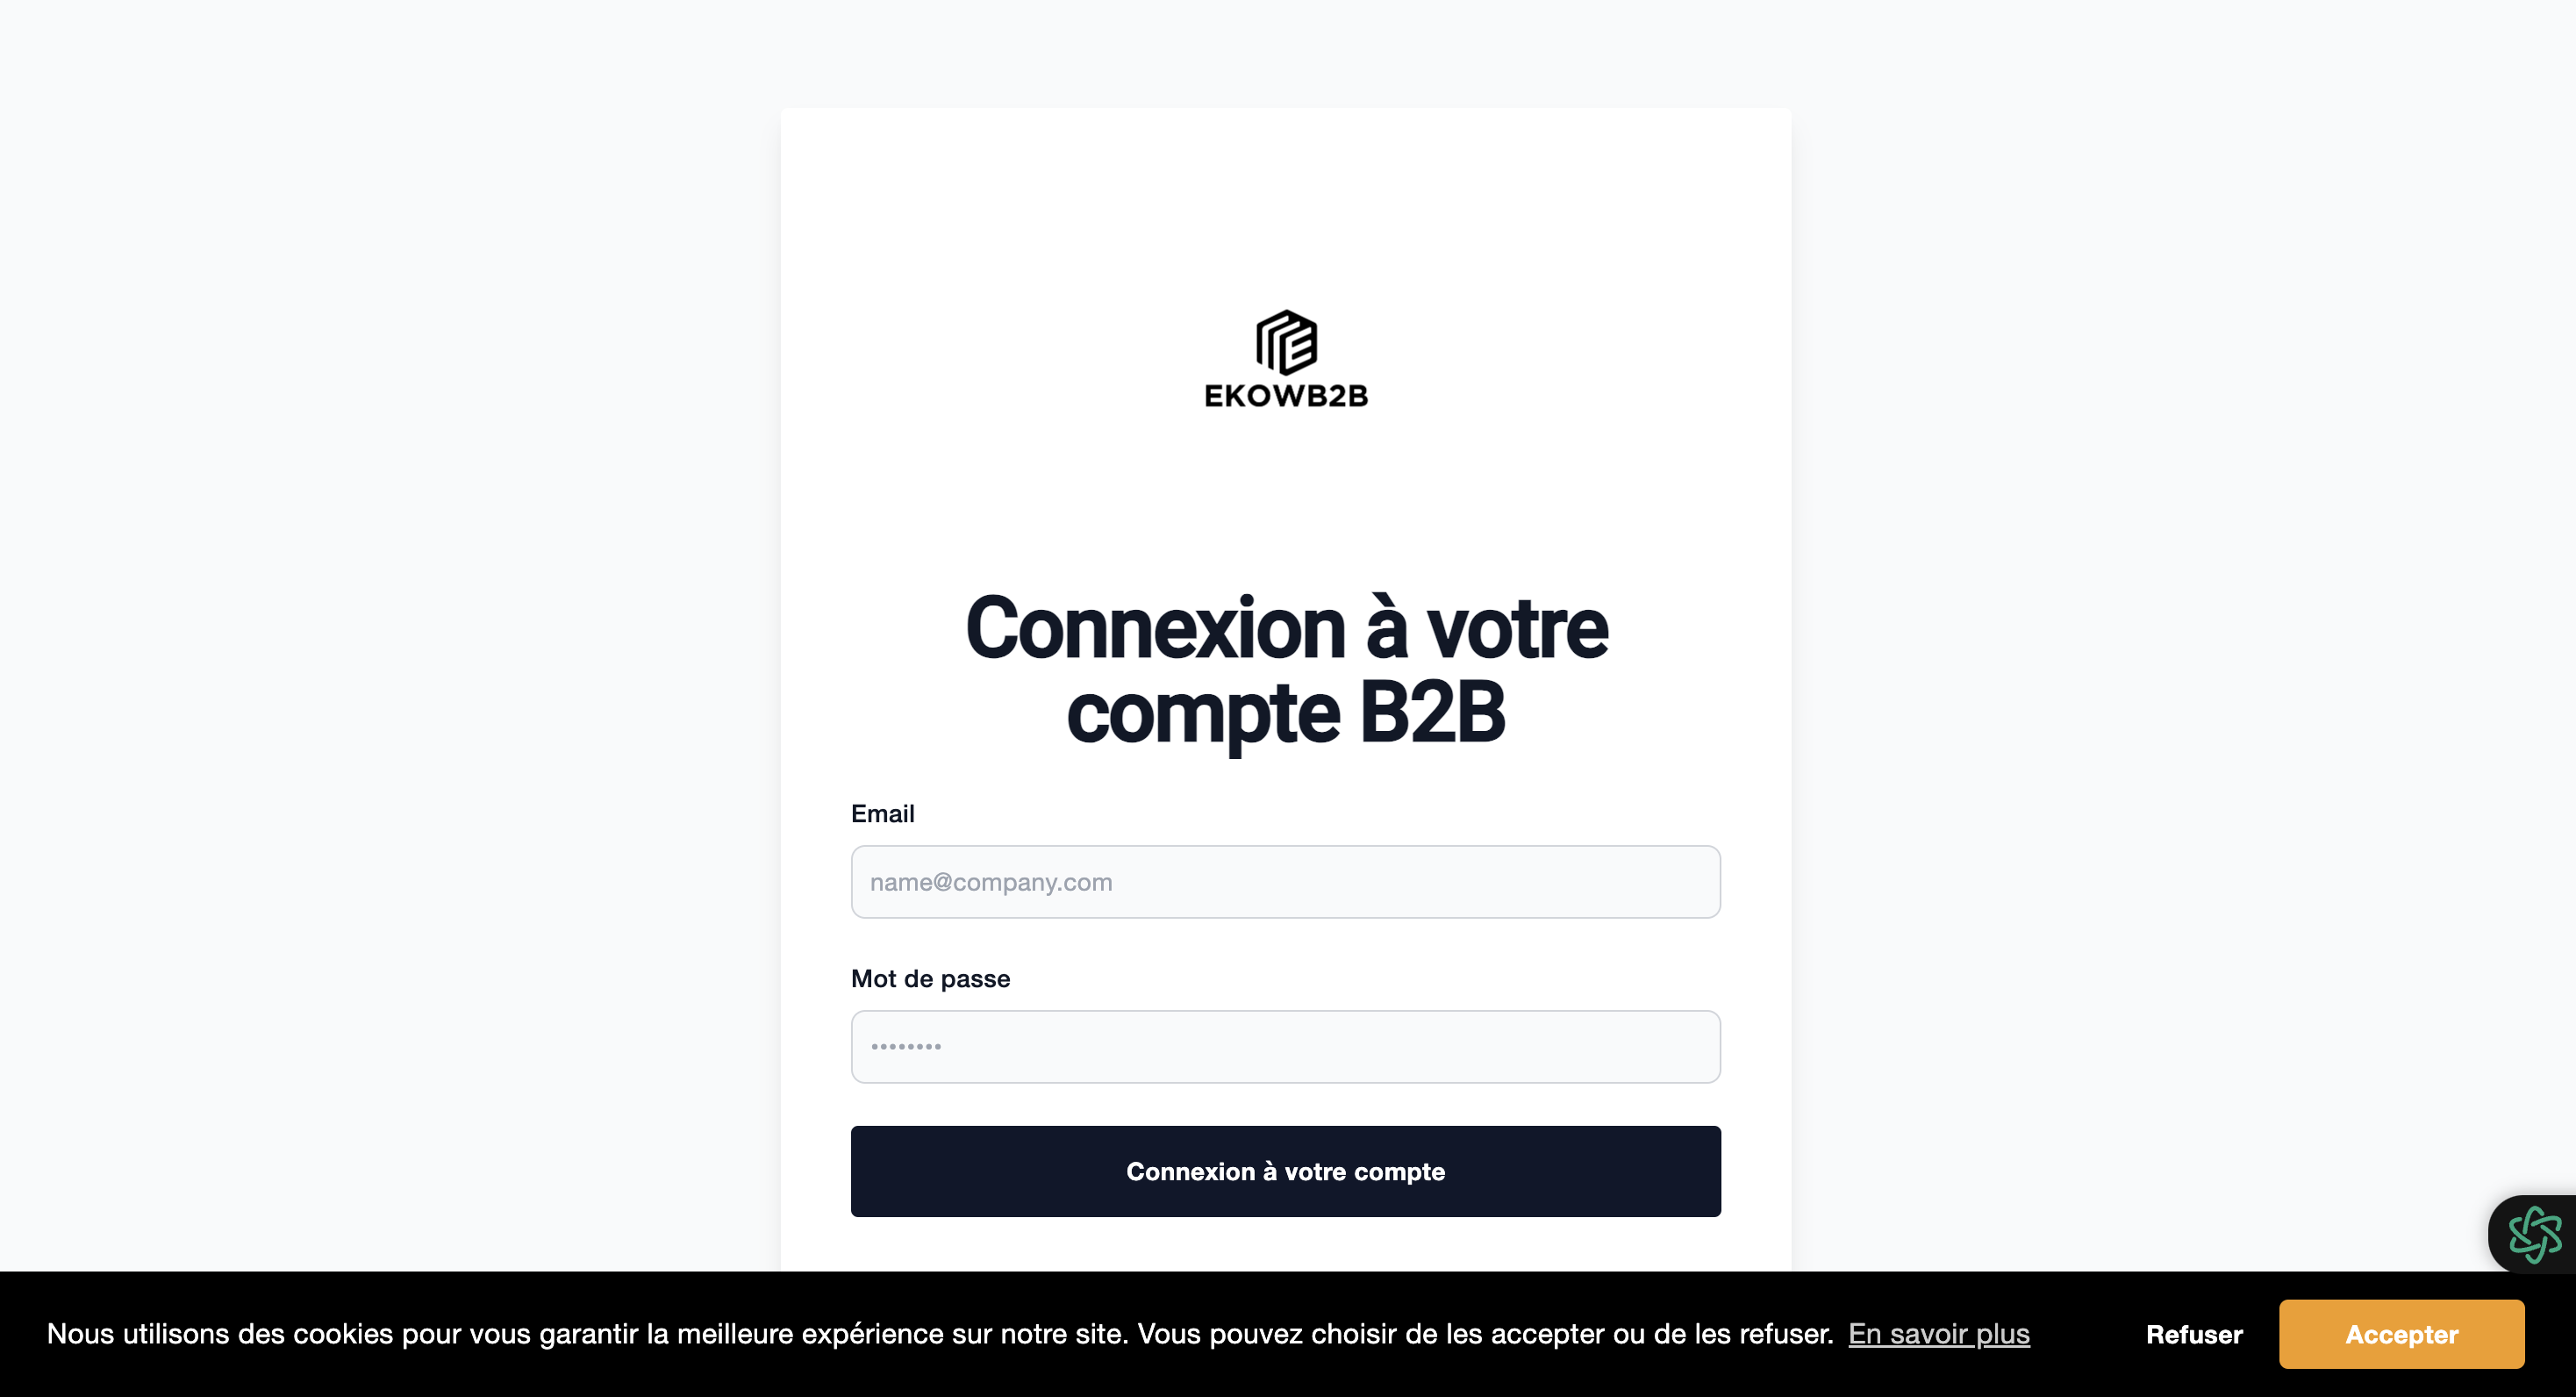 EKOWB2B
Connexion à votre
compte B2B
Email
name@company.com
Mot de passe
••••••••
Connexion à votre compte
Nous utilisons des cookies pour vous garantir la meilleure expérience sur notre site. Vous pouvez choisir de les accepter ou de les refuser. En savoir plus
Refuser
Accepter